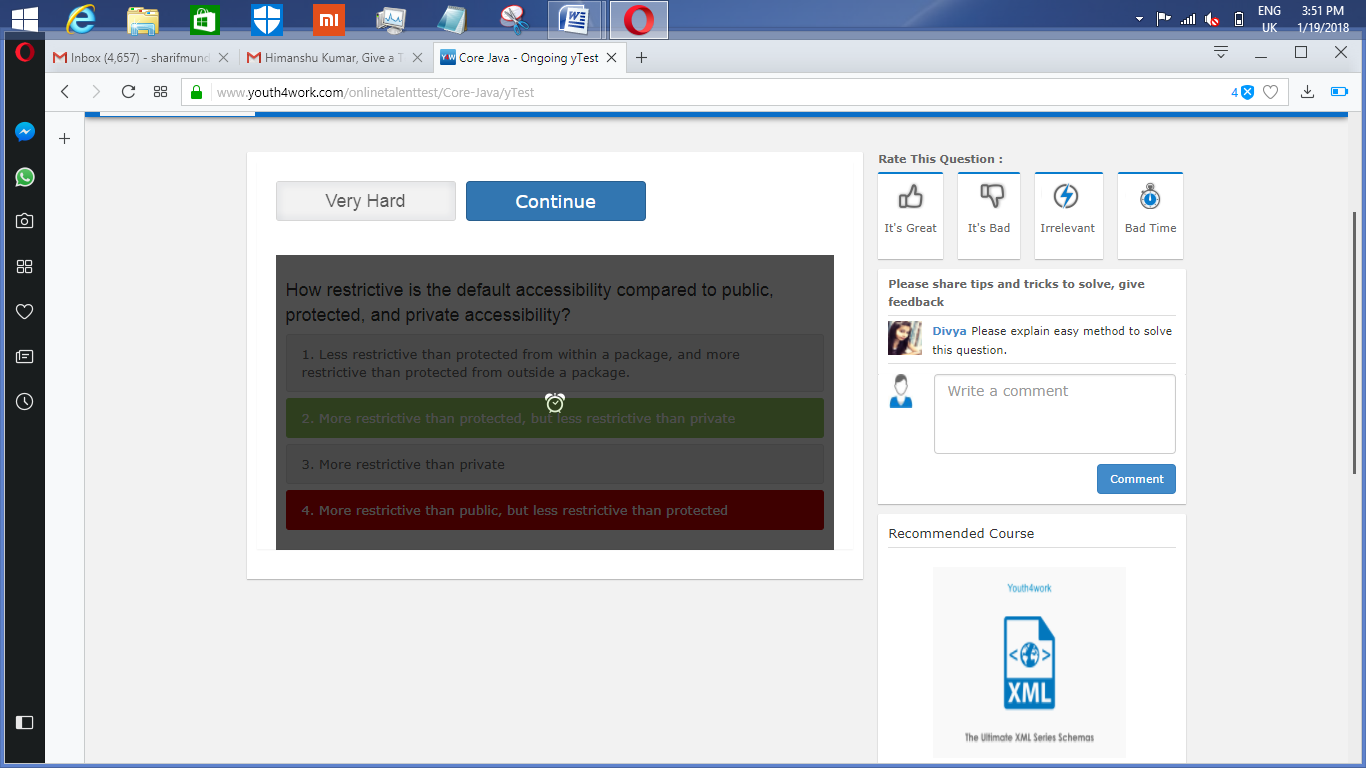 ENG
3:51 PM
UK
1/19/2018
Inbox (4,657) - sharifmund
Himanshu Kumar, Give a T
Core Java - Ongoing yTest
www.youth4work.com/onlinetalenttest/Core-Java/yTest
4
Very Hard
Continue
How restrictive is the default accessibility compared to public,
protected, and private accessibility?
1. Less restrictive than protected from within a package, and more
restrictive than protected from outside a package.
2. More restrictive than protected, but less restrictive than private
3. More restrictive than private
4. More restrictive than public, but less restrictive than protected
Rate This Question :
It's Great
It's Bad
Irrelevant
Bad Time
Please share tips and tricks to solve, give
feedback
Divya Please explain easy method to solve
this question.
Write a comment
Comment
Recommended Course
Youth4work
XML
The Ultimate XML Series Schemas